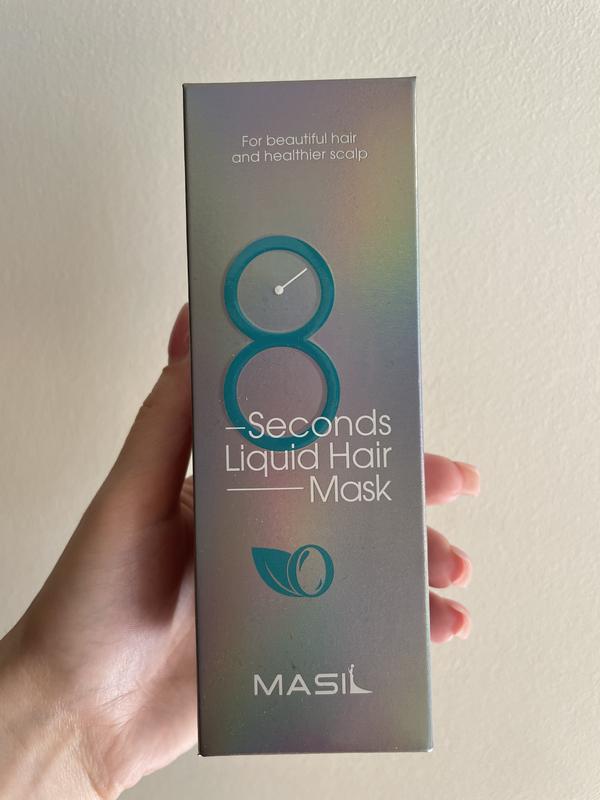 For beautiful hair
and healthier scalp
8
–Seconds
Liquid Hair
— Mask
MASIL